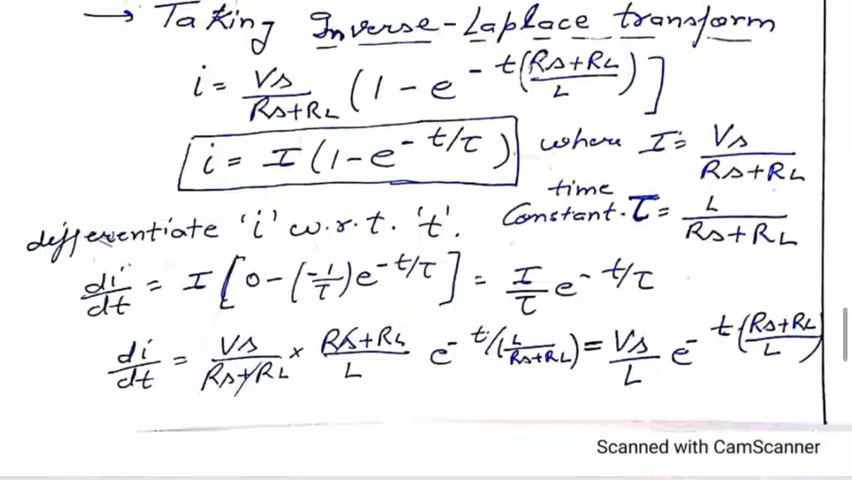 → Taking Inverse-Laplace transform
i = Vs/(Rs+RL) (1 - e^(-t((Rs+RL)/L))]
i = I(1-e^(-t/τ)) where I = Vs/(Rs+RL)
time
differentiate 'i' w.r.t. 't'. Constant. τ = L/(Rs+RL)
di/dt = I[0-(-1/τ)e^(-t/τ)] = I/τ e^(-t/τ)
di/dt = Vs/(Rs+RL) × (Rs+RL)/L e^(-t/(L/(Rs+RL))) = Vs/L e^(-t((Rs+RL)/L))
Scanned with CamScanner